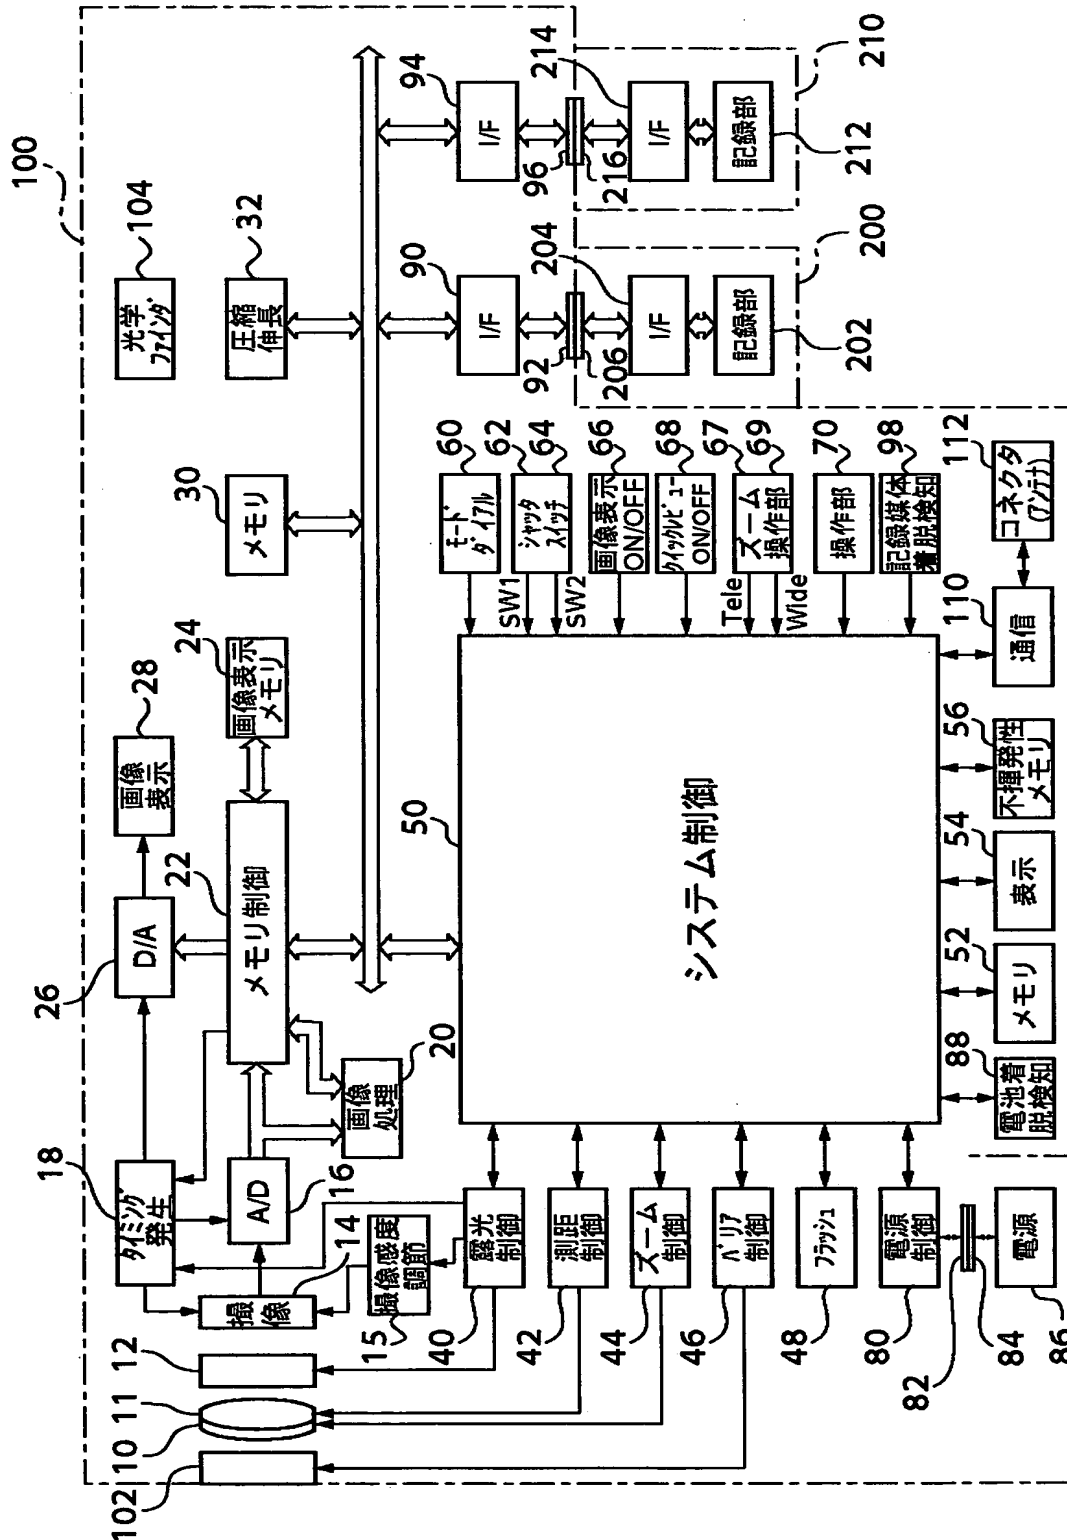 100
18
タイミング
発生
26
D/A
28
画像
表示
光学
ファインダ
104
102
10
11
12
14
撮
像
A/D
16
22
メモリ制御
24
画像表示
メモリ
30
メモリ
圧縮
伸長
32
20
画像
処理
15
撮像感度
調節
40
露光
制御
42
測距
制御
44
ズーム
制御
46
バリア
制御
48
フラッシュ
80
電源
制御
82
84
86
電源
50
システム制御
60
モード
ダイアル
62
64
シャッタ
スイッチ
SW1
SW2
66
画像表示
ON/OFF
68
クイックレビュー
ON/OFF
67
69
ズーム
操作部
Tele
Wide
70
操作部
98
記録媒体
着脱検知
90
I/F
92
206
204
I/F
記録部
202
200
94
I/F
96
216
214
I/F
記録部
212
210
88
電池着
脱検知
52
メモリ
54
表示
56
不揮発性
メモリ
110
通信
112
コネクタ
(アンテナ)